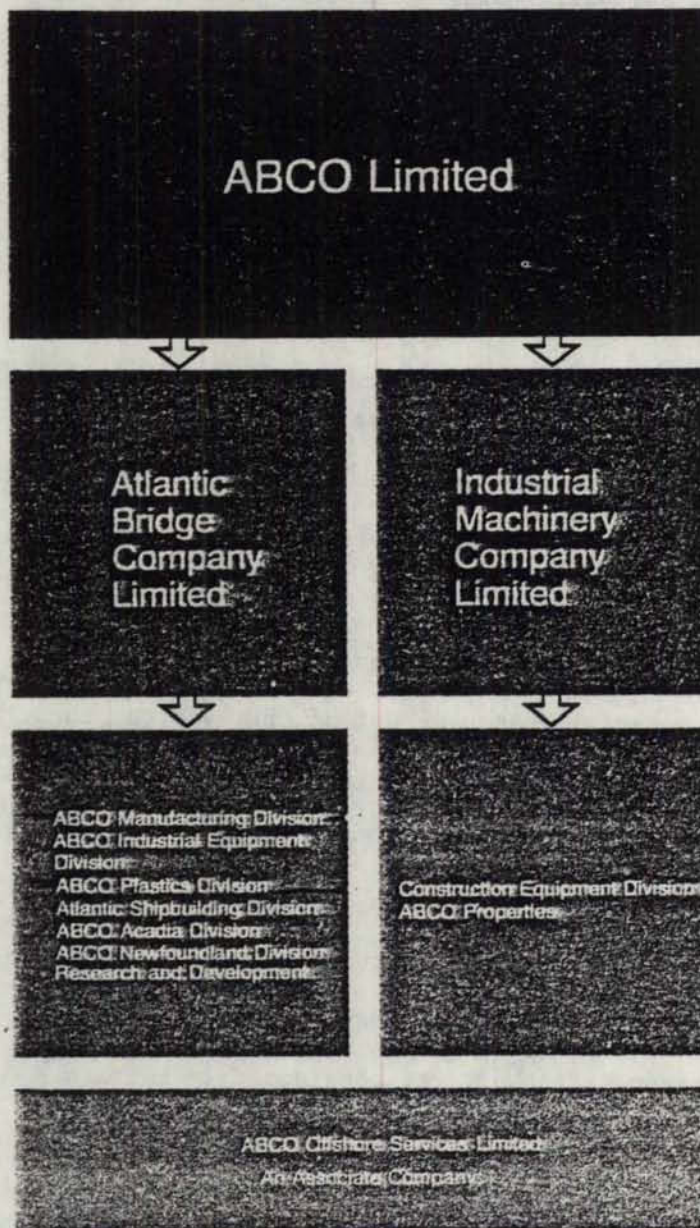 ABCO Limited
Atlantic
Bridge
Company
Limited
Industrial
Machinery
Company
Limited
ABCO Manufacturing Division
ABCO Industrial Equipment
Division
ABCO Plastics Division
Atlantic Shipbuilding Division
ABCO Acadia Division
ABCO Newfoundland Division
Research and Development
Construction Equipment Division
ABCO Properties
ABCO Offshore Services Limited
An Associate Company